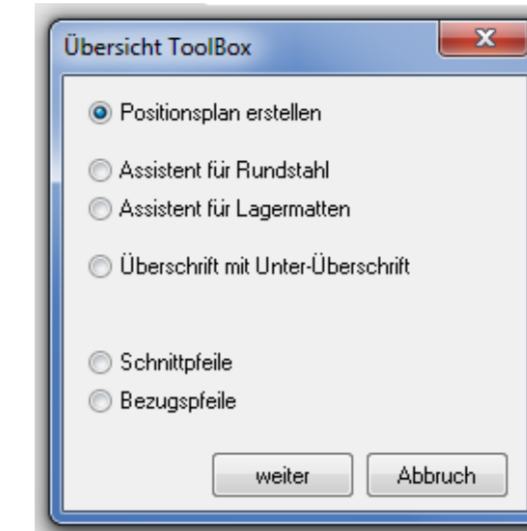 Übersicht ToolBox
Positionsplan erstellen
Assistent für Rundstahl
Assistent für Lagermatten
Überschrift mit Unter-Überschrift
Schnittpfeile
Bezugspfeile
weiter Abbruch